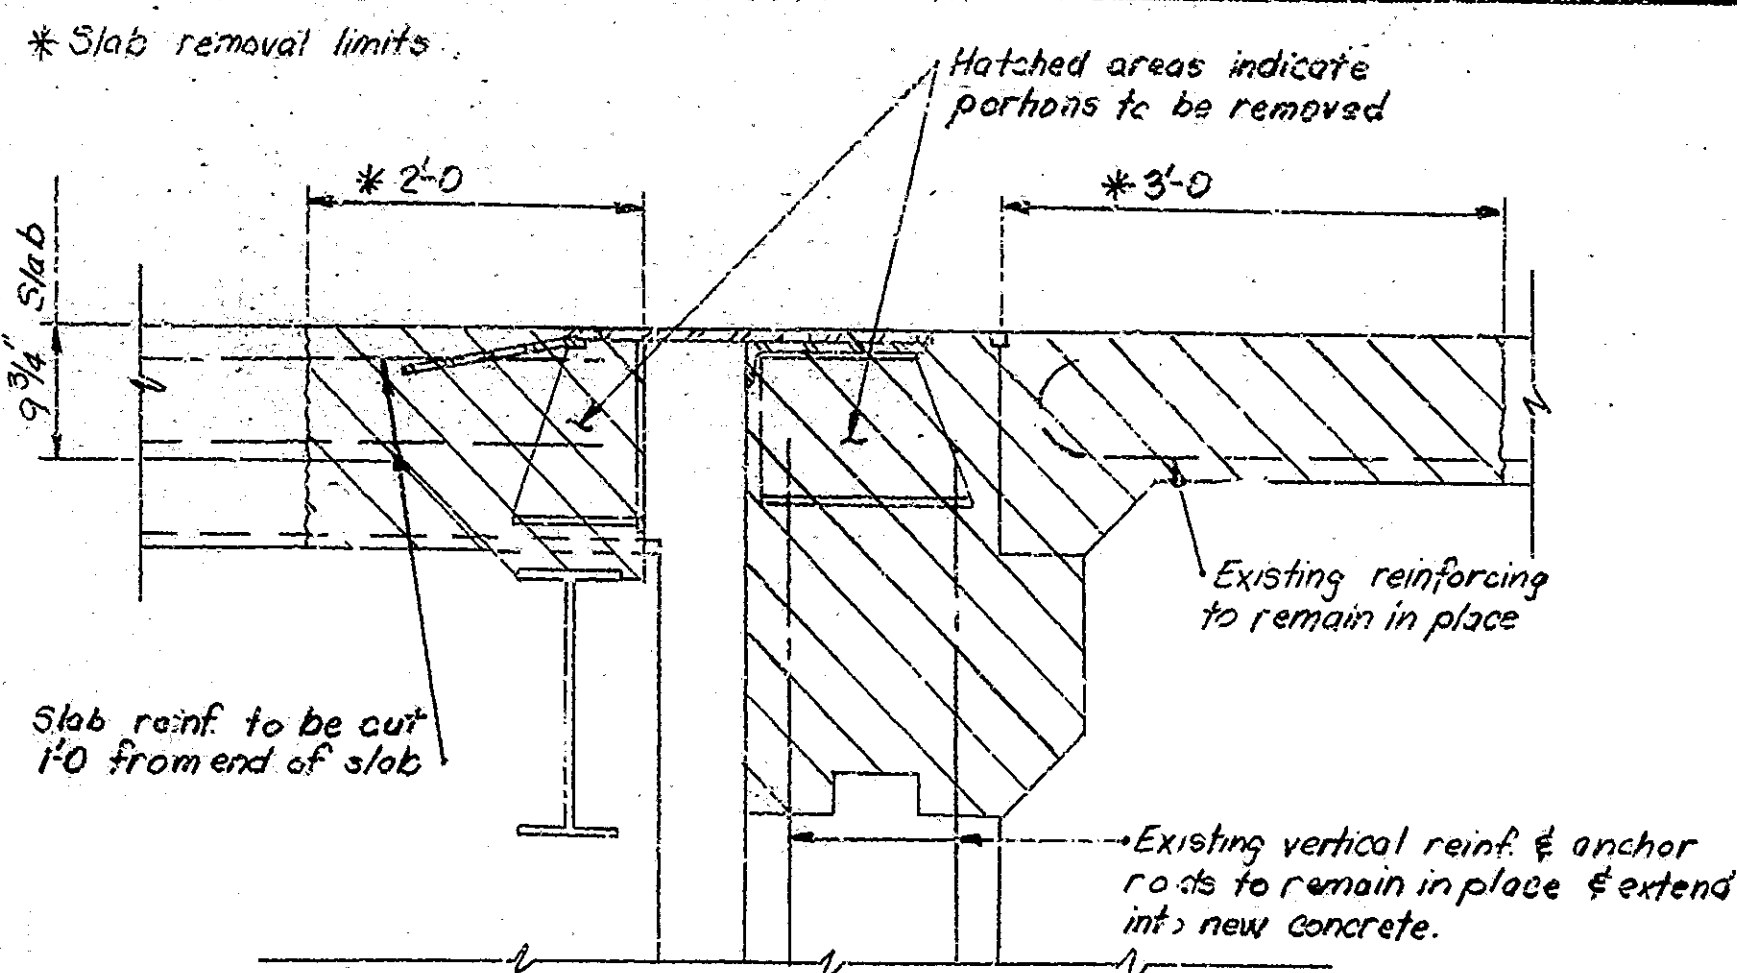 * Slab removal limits.
Hatched areas indicate
portions to be removed
* 2'-0
* 3'-0
9 3/4" Slab
Existing reinforcing
to remain in place
Slab reinf. to be cut
1'-0 from end of slab
Existing vertical reinf. & anchor
rods to remain in place & extend
into new concrete.